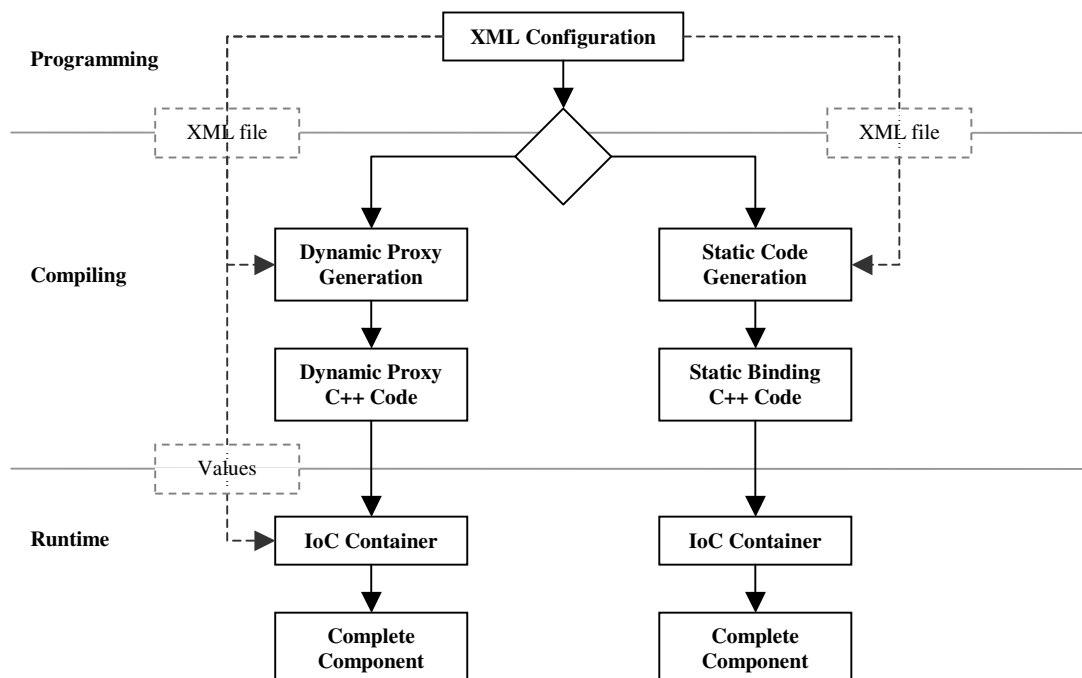 XML Configuration
Programming
XML file
XML file
Dynamic Proxy
Generation
Static Code
Generation
Compiling
Dynamic Proxy
C++ Code
Static Binding
C++ Code
Values
Runtime
IoC Container
IoC Container
Complete
Component
Complete
Component